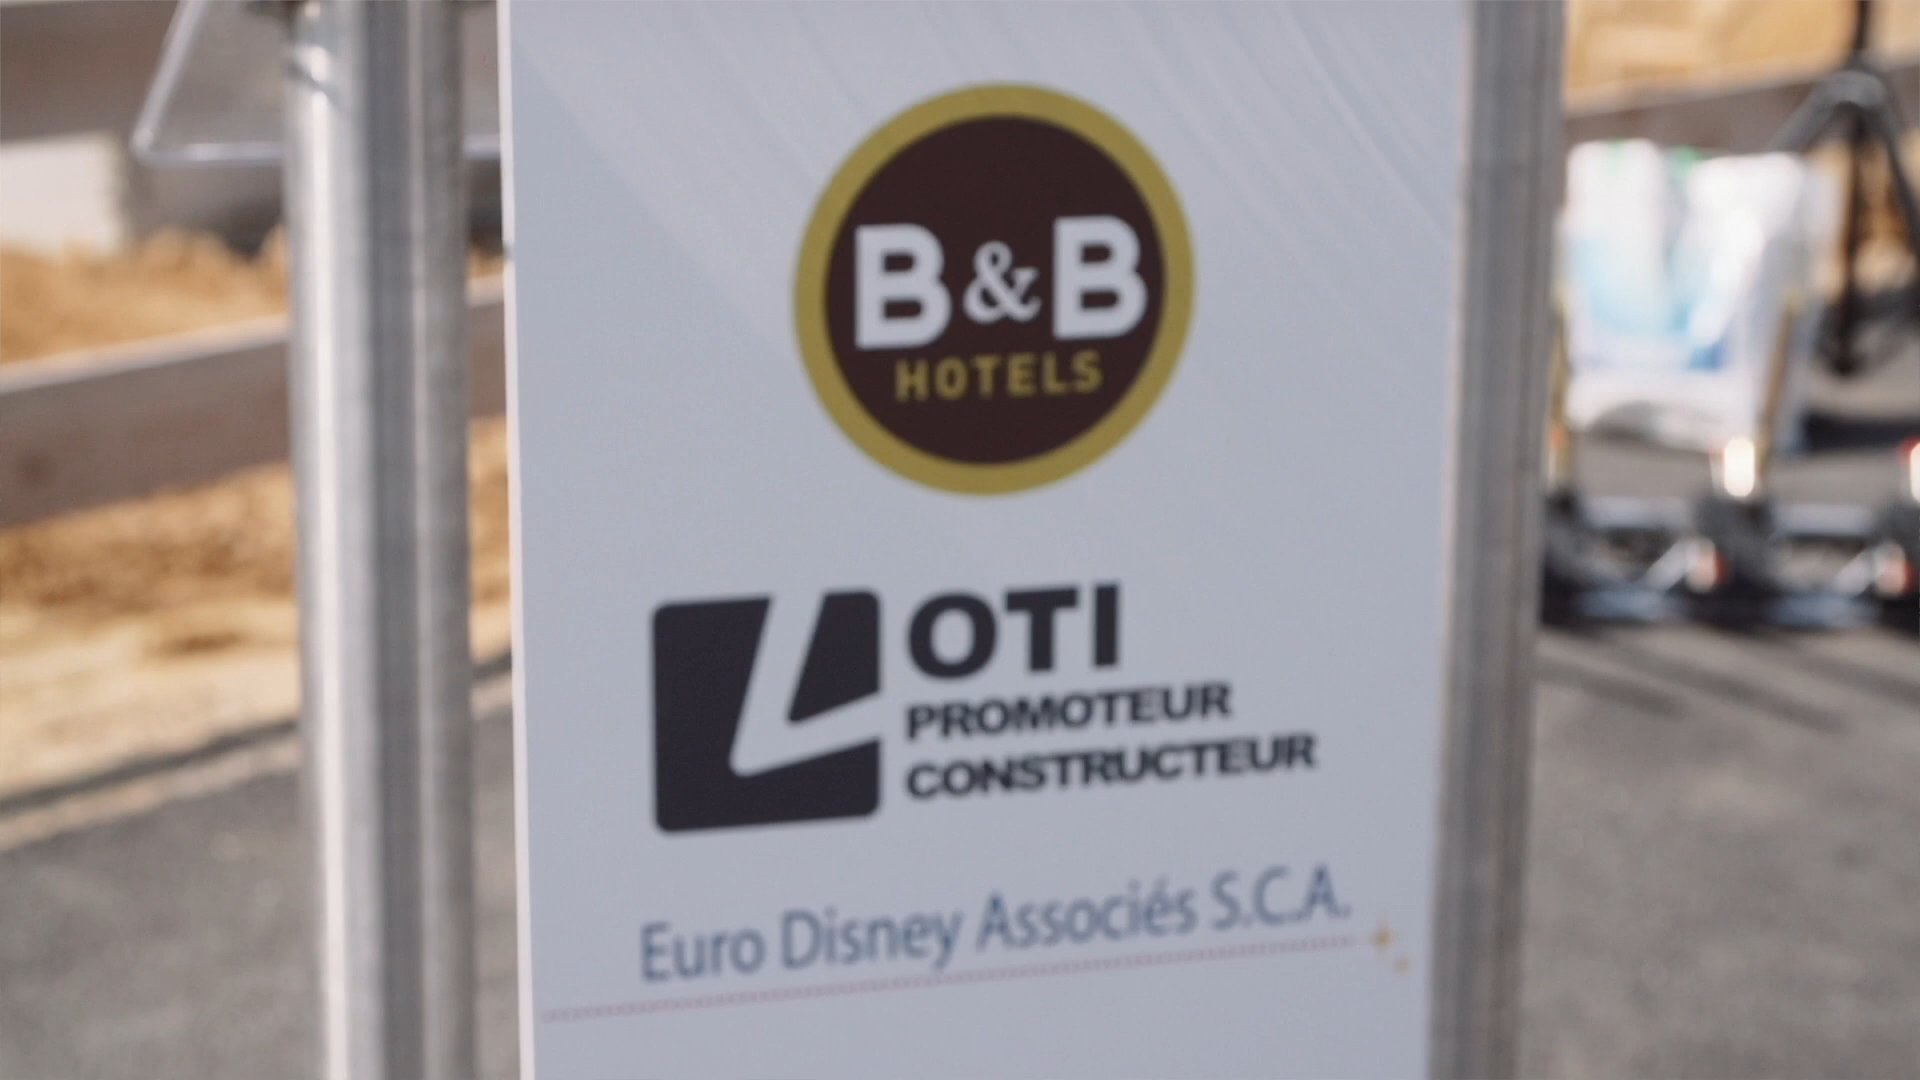 B&B
HOTELS
OTI
PROMOTEUR
CONSTRUCTEUR
Euro Disney Associés S.C.A.